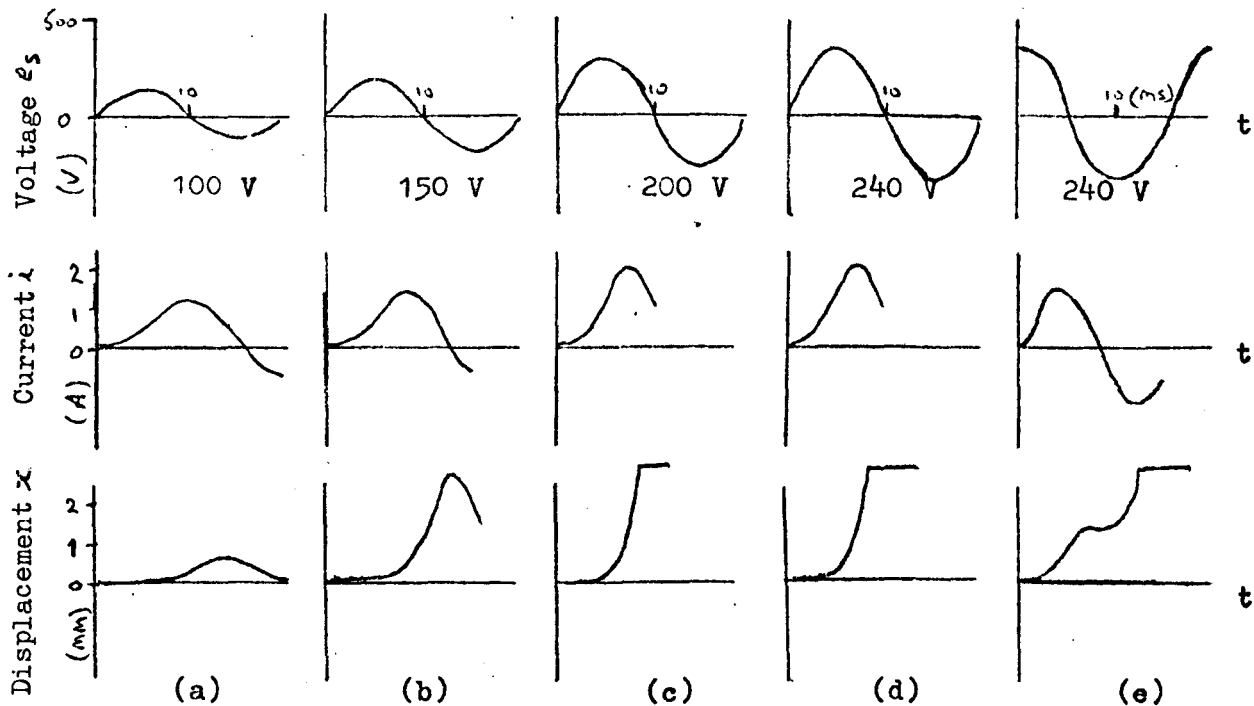 Voltage eₛ (V)
500
0
10
10
10
10
10 (ms)
t
100 V
150 V
200 V
240 V
240 V
Current i (A)
2
1
0
t
Displacement x (mm)
2
1
0
t
(a)
(b)
(c)
(d)
(e)